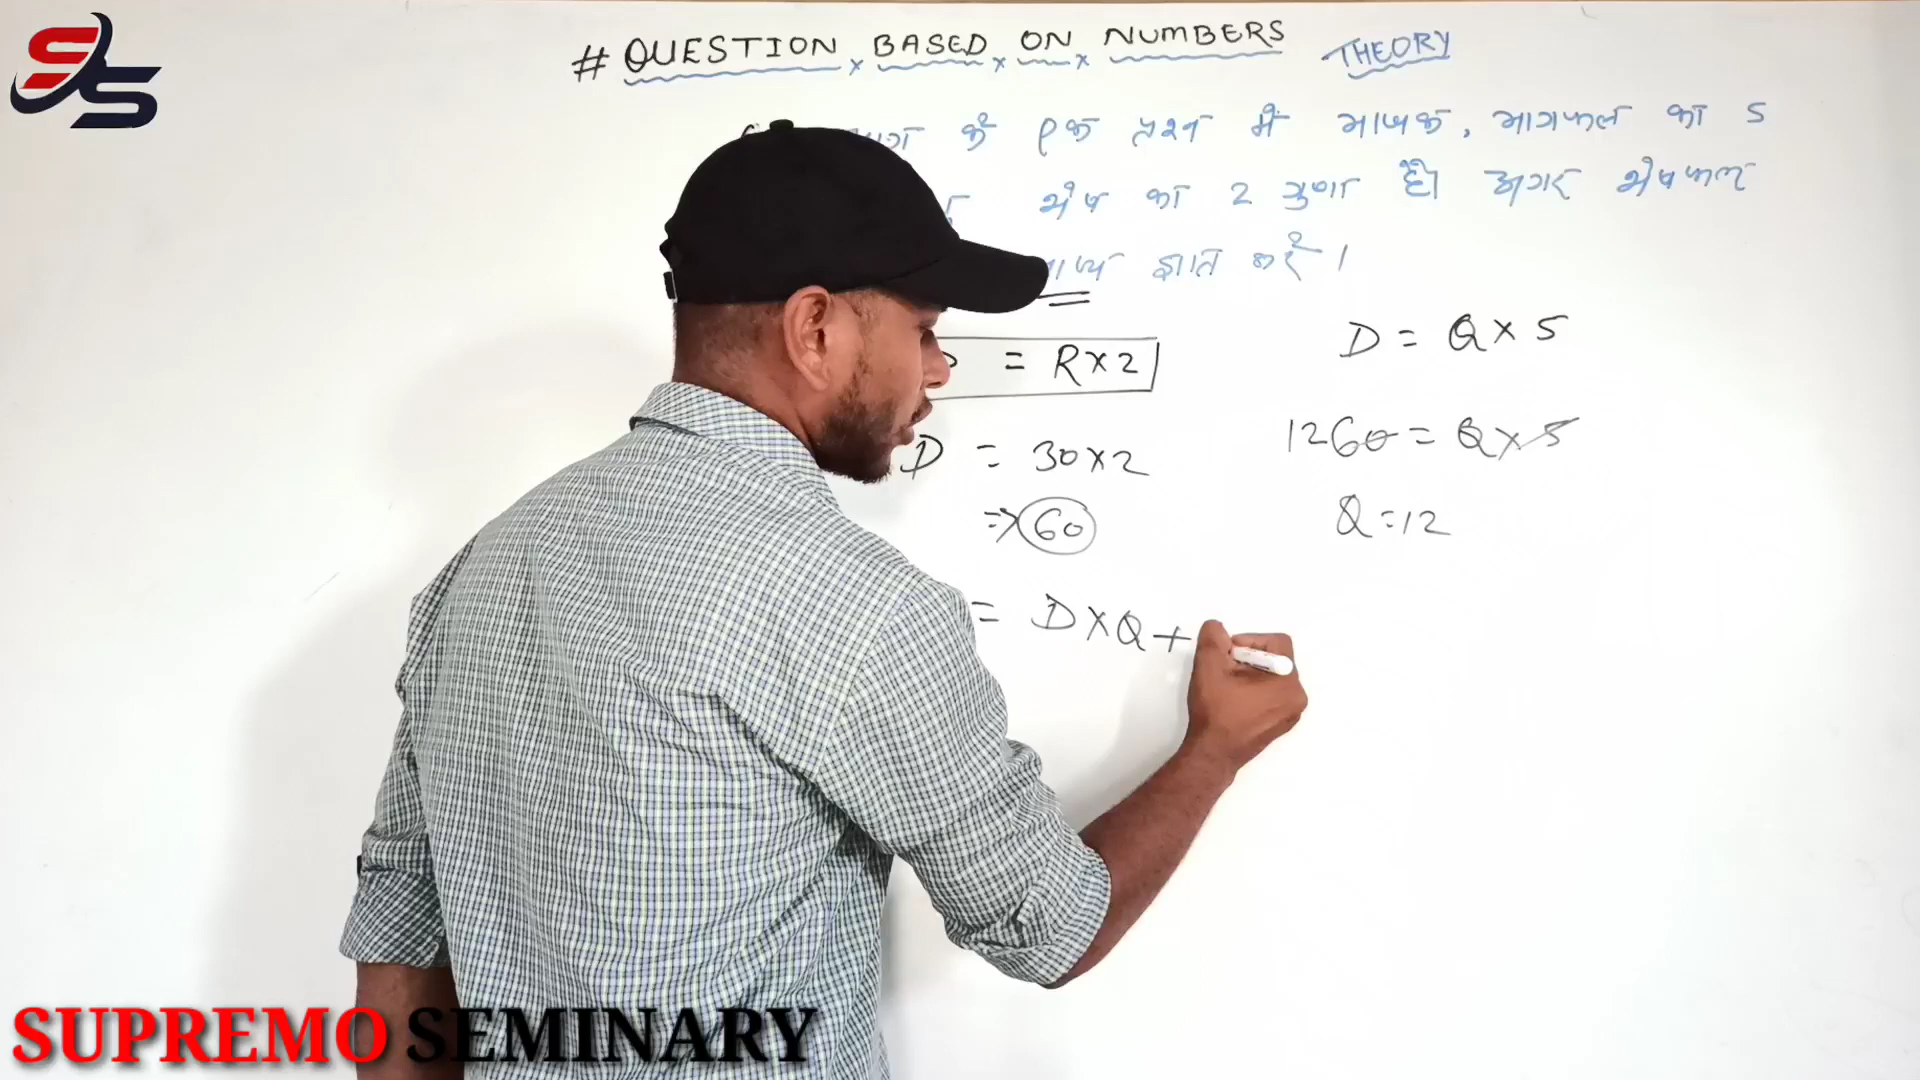 SS
# QUESTION BASED ON NUMBERS THEORY
के एक प्रश्न में भाजक, भागफल का 5
शेष का 2 गुणा है। अगर शेषफल
ज्ञात करें।
= R×2
D = Q×5
D = 30×2
1260 = Q×5
⇒ 60
Q = 12
= D×Q+
SUPREMO SEMINARY